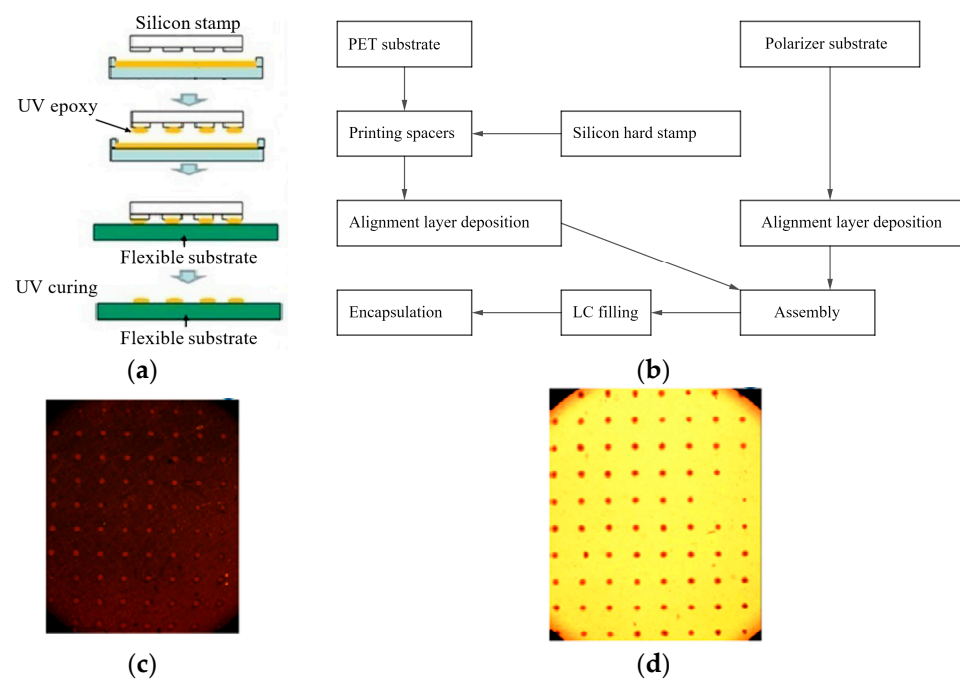 Silicon stamp
UV epoxy
Flexible substrate
UV curing
Flexible substrate
(a)
PET substrate
Polarizer substrate
Printing spacers
Silicon hard stamp
Alignment layer deposition
Alignment layer deposition
Encapsulation
LC filling
Assembly
(b)
(c)
(d)